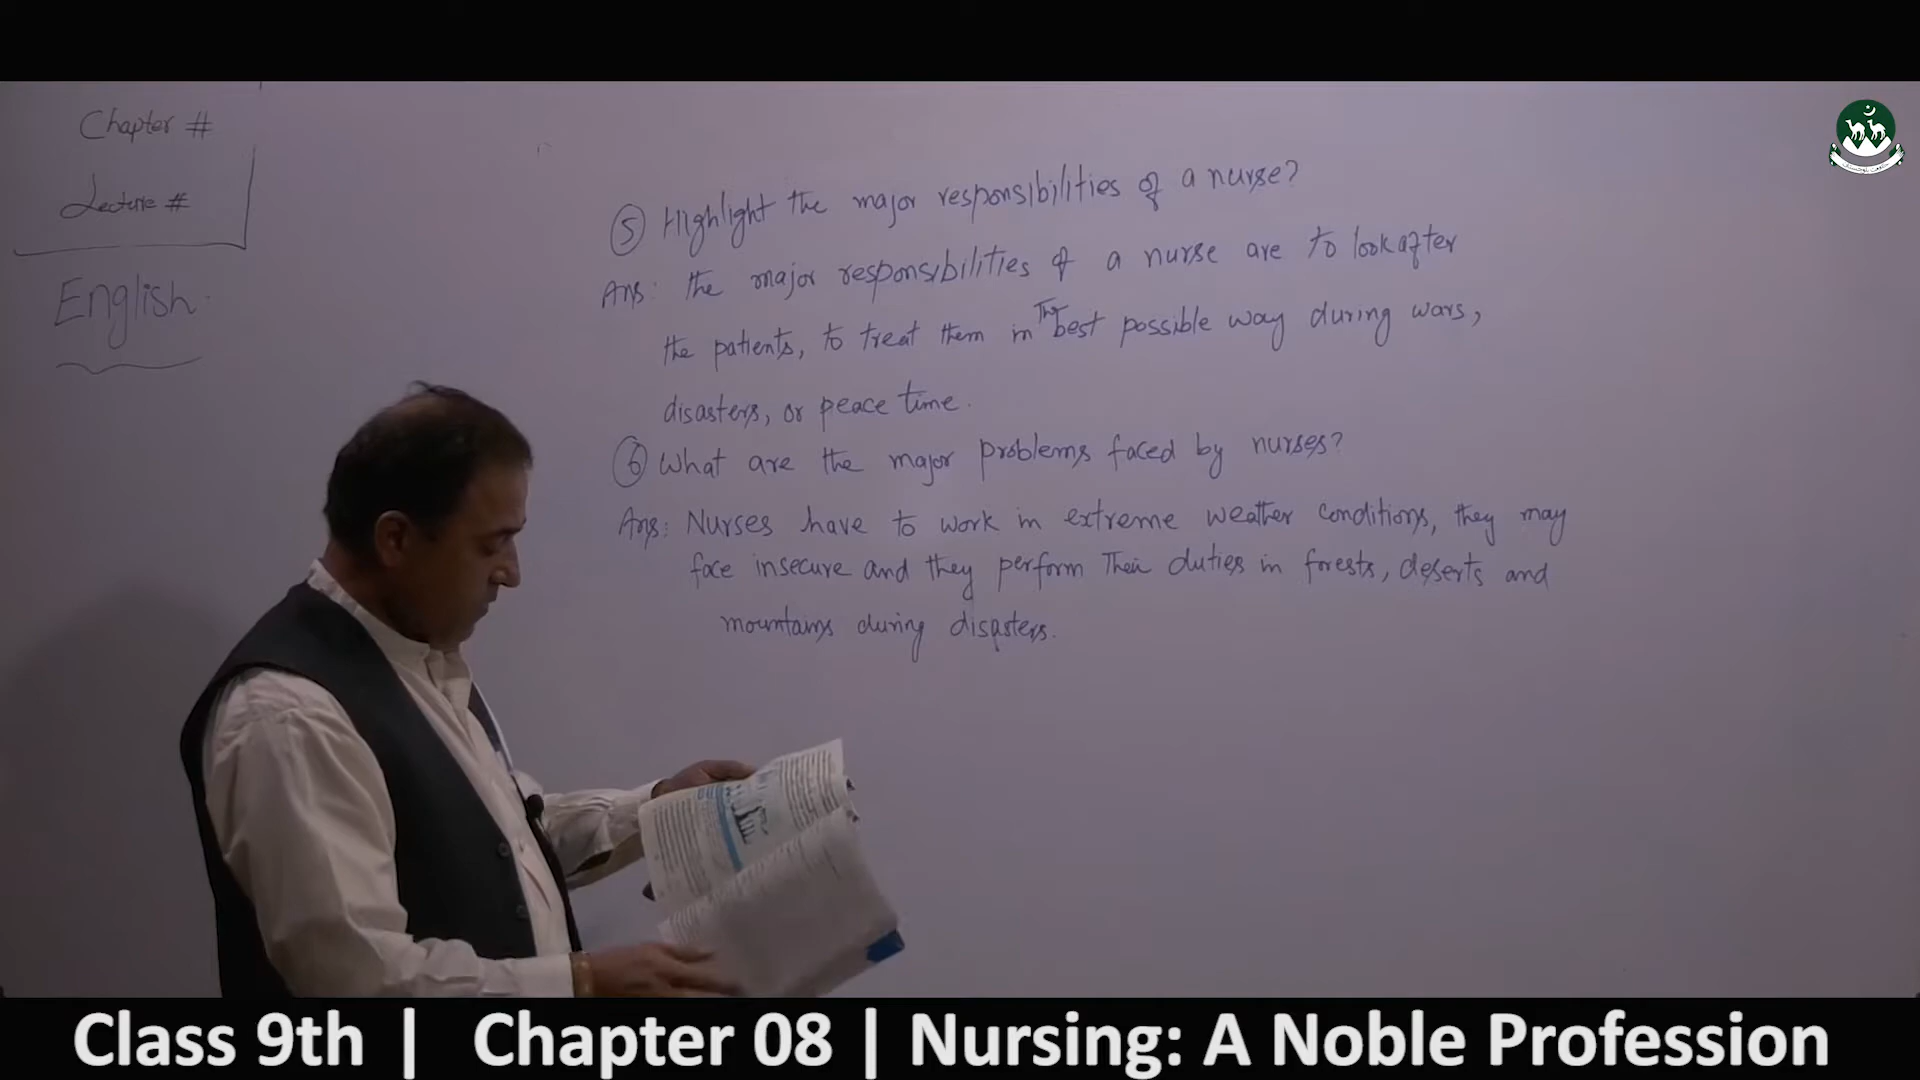 Chapter #
Lecture #
English
⑤ Highlight the major responsibilities of a nurse?
Ans: the major responsibilities of a nurse are to look after
the patients, to treat them in the best possible way during wars,
disasters, or peace time.
⑥ What are the major problems faced by nurses?
Ans: Nurses have to work in extreme weather conditions, they may
face insecure and they perform their duties in forests, deserts and
mountains during disasters.
Class 9th | Chapter 08 | Nursing: A Noble Profession